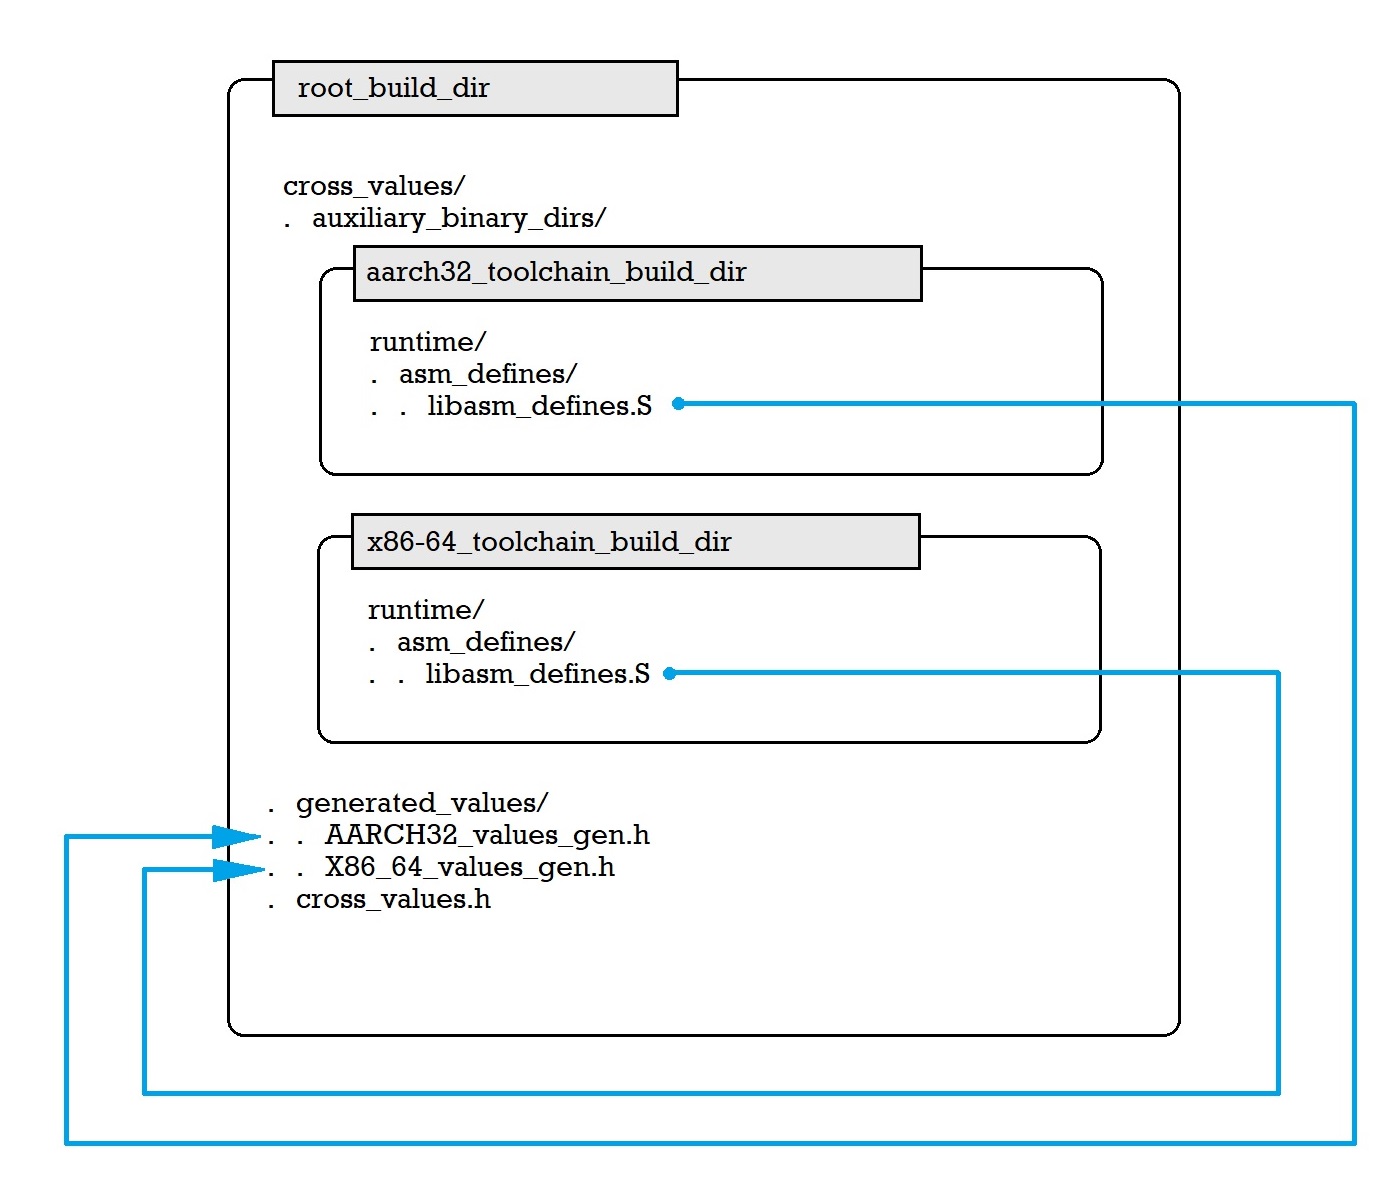 root_build_dir
cross_values/
. auxiliary_binary_dirs/
aarch32_toolchain_build_dir
runtime/
. asm_defines/
. . libasm_defines.S
x86-64_toolchain_build_dir
runtime/
. asm_defines/
. . libasm_defines.S
. generated_values/
. . AARCH32_values_gen.h
. . X86_64_values_gen.h
. cross_values.h